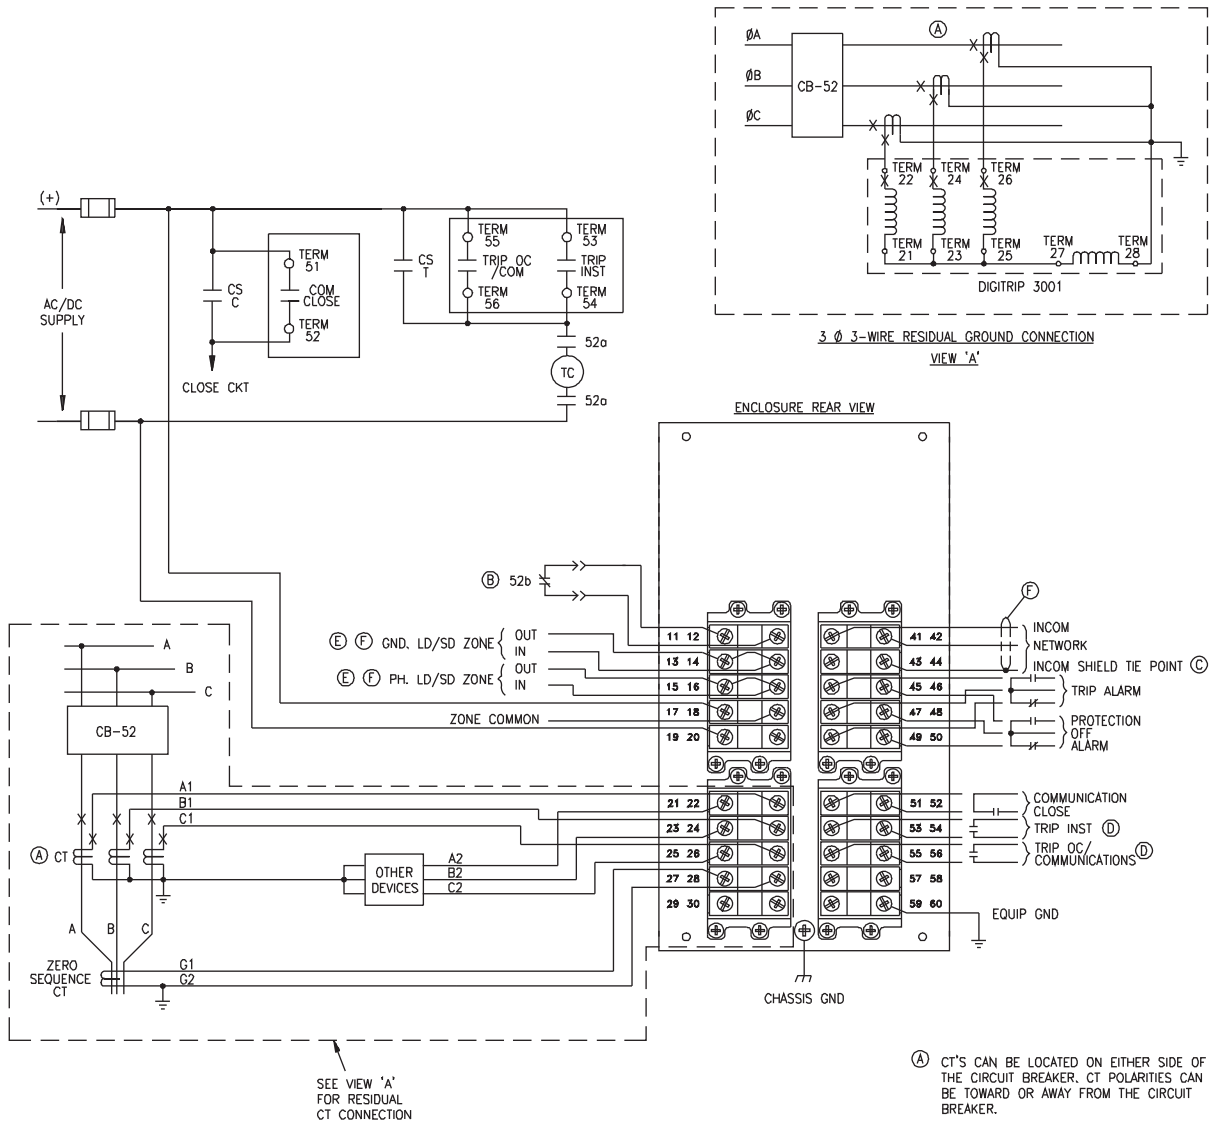 ØA
ØB
ØC
CB-52
Ⓐ
TERM 22
TERM 24
TERM 26
TERM 21
TERM 23
TERM 25
TERM 27
TERM 28
DIGITRIP 3001
3 Ø 3-WIRE RESIDUAL GROUND CONNECTION
VIEW 'A'
(+)
AC/DC
SUPPLY
CS
C
TERM
51
COM
CLOSE
TERM
52
CLOSE CKT
CS
T
TERM
55
TRIP OC
/COM
TERM
56
TERM
53
TRIP
INST
TERM
54
52a
TC
52a
ENCLOSURE REAR VIEW
Ⓑ 52b
Ⓔ Ⓕ GND. LD/SD ZONE { OUT
IN
Ⓔ Ⓕ PH. LD/SD ZONE { OUT
IN
ZONE COMMON
11 12
13 14
15 16
17 18
19 20
21 22
23 24
25 26
27 28
29 30
41 42
43 44
45 46
47 48
49 50
51 52
53 54
55 56
57 58
59 60
Ⓕ
INCOM
NETWORK
INCOM SHIELD TIE POINT Ⓒ
TRIP ALARM
PROTECTION
OFF
ALARM
COMMUNICATION
CLOSE
TRIP INST Ⓓ
TRIP OC/
COMMUNICATIONS Ⓓ
EQUIP GND
CHASSIS GND
A
B
C
CB-52
A1
B1
C1
Ⓐ CT
OTHER
DEVICES
A2
B2
C2
A B C
ZERO
SEQUENCE
CT
G1
G2
SEE VIEW 'A'
FOR RESIDUAL
CT CONNECTION
Ⓐ CT'S CAN BE LOCATED ON EITHER SIDE OF
THE CIRCUIT BREAKER. CT POLARITIES CAN
BE TOWARD OR AWAY FROM THE CIRCUIT
BREAKER.